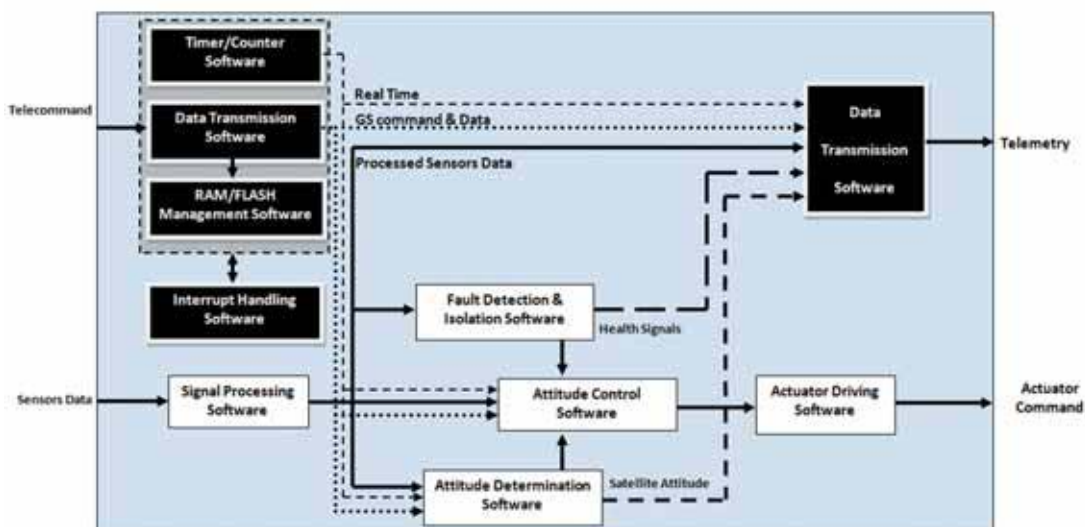 Timer/Counter
Software
Telecommand
Data Transmission
Software
RAM/FLASH
Management Software
Interrupt Handling
Software
Real Time
GS command & Data
Processed Sensors Data
Data
Transmission
Software
Telemetry
Fault Detection &
Isolation Software
Health Signals
Sensors Data
Signal Processing
Software
Attitude Control
Software
Actuator Driving
Software
Actuator
Command
Attitude Determination
Software
Satellite Attitude